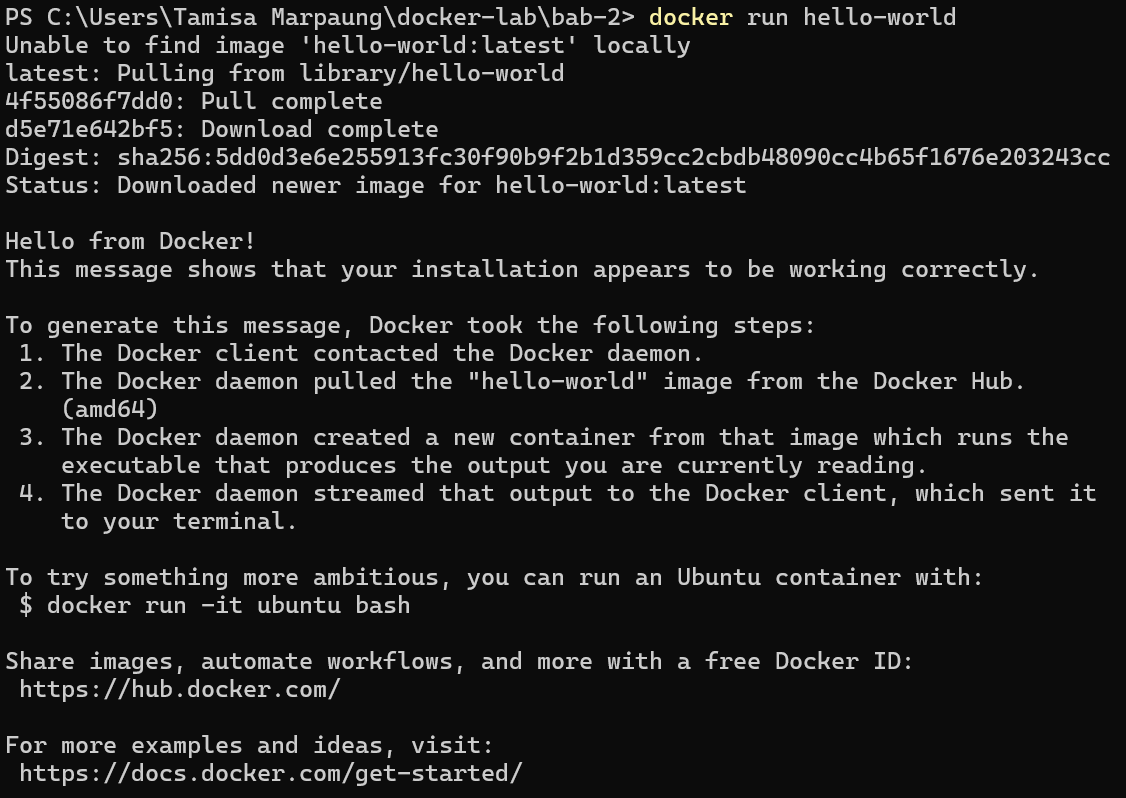 PS C:\Users\Tamisa Marpaung\docker-lab\bab-2> docker run hello-world
Unable to find image 'hello-world:latest' locally
latest: Pulling from library/hello-world
4f55086f7dd0: Pull complete
d5e71e642bf5: Download complete
Digest: sha256:5dd0d3e6e255913fc30f90b9f2b1d359cc2cbdb48090cc4b65f1676e203243cc
Status: Downloaded newer image for hello-world:latest

Hello from Docker!
This message shows that your installation appears to be working correctly.

To generate this message, Docker took the following steps:
 1. The Docker client contacted the Docker daemon.
 2. The Docker daemon pulled the "hello-world" image from the Docker Hub.
    (amd64)
 3. The Docker daemon created a new container from that image which runs the
    executable that produces the output you are currently reading.
 4. The Docker daemon streamed that output to the Docker client, which sent it
    to your terminal.

To try something more ambitious, you can run an Ubuntu container with:
 $ docker run -it ubuntu bash

Share images, automate workflows, and more with a free Docker ID:
 https://hub.docker.com/

For more examples and ideas, visit:
 https://docs.docker.com/get-started/